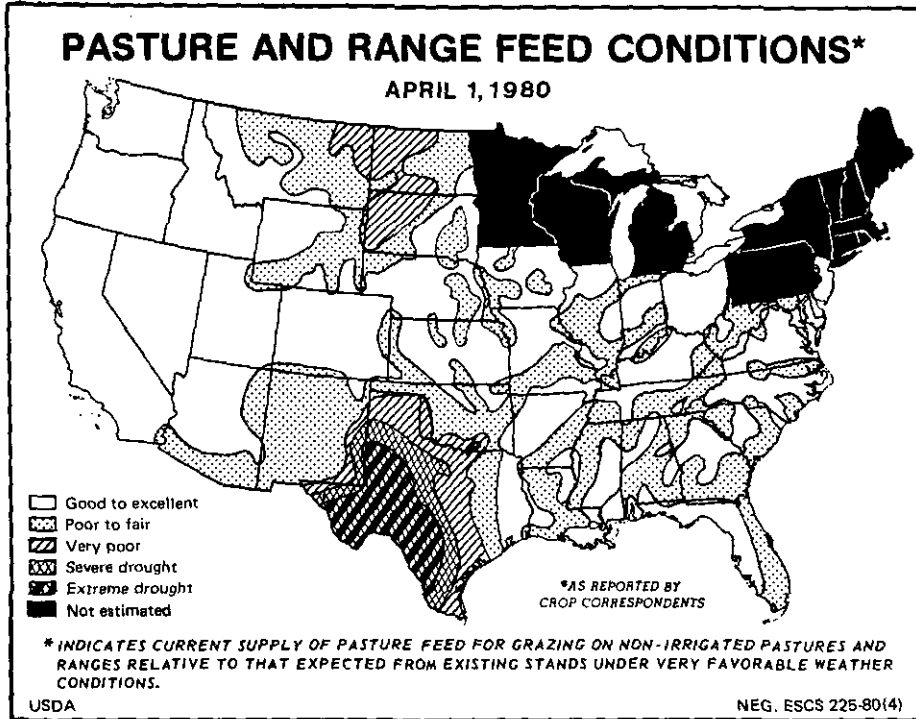 PASTURE AND RANGE FEED CONDITIONS*
APRIL 1, 1980
Good to excellent
Poor to fair
Very poor
Severe drought
Extreme drought
Not estimated
*AS REPORTED BY
CROP CORRESPONDENTS
* INDICATES CURRENT SUPPLY OF PASTURE FEED FOR GRAZING ON NON-IRRIGATED PASTURES AND
RANGES RELATIVE TO THAT EXPECTED FROM EXISTING STANDS UNDER VERY FAVORABLE WEATHER
CONDITIONS.
USDA
NEG. ESCS 225-80(4)